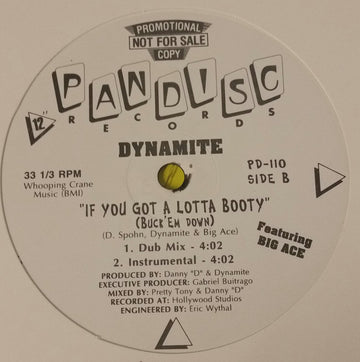 PROMOTIONAL
NOT FOR SALE
COPY
PANDISC
12"
RECORDS
DYNAMITE
33 1/3 RPM
Whooping Crane
Music (BMI)
PD-110
SIDE B
"IF YOU GOT A LOTTA BOOTY"
(BUCK'EM DOWN)
(D. Spohn, Dynamite & Big Ace)
Featuring
BIG ACE
1. Dub Mix - 4:02
2. Instrumental - 4:02
PRODUCED BY: Danny "D" & Dynamite
EXECUTIVE PRODUCER: Gabriel Buitrago
MIXED BY: Pretty Tony & Danny "D"
RECORDED AT: Hollywood Studios
ENGINEERED BY: Eric Wythal